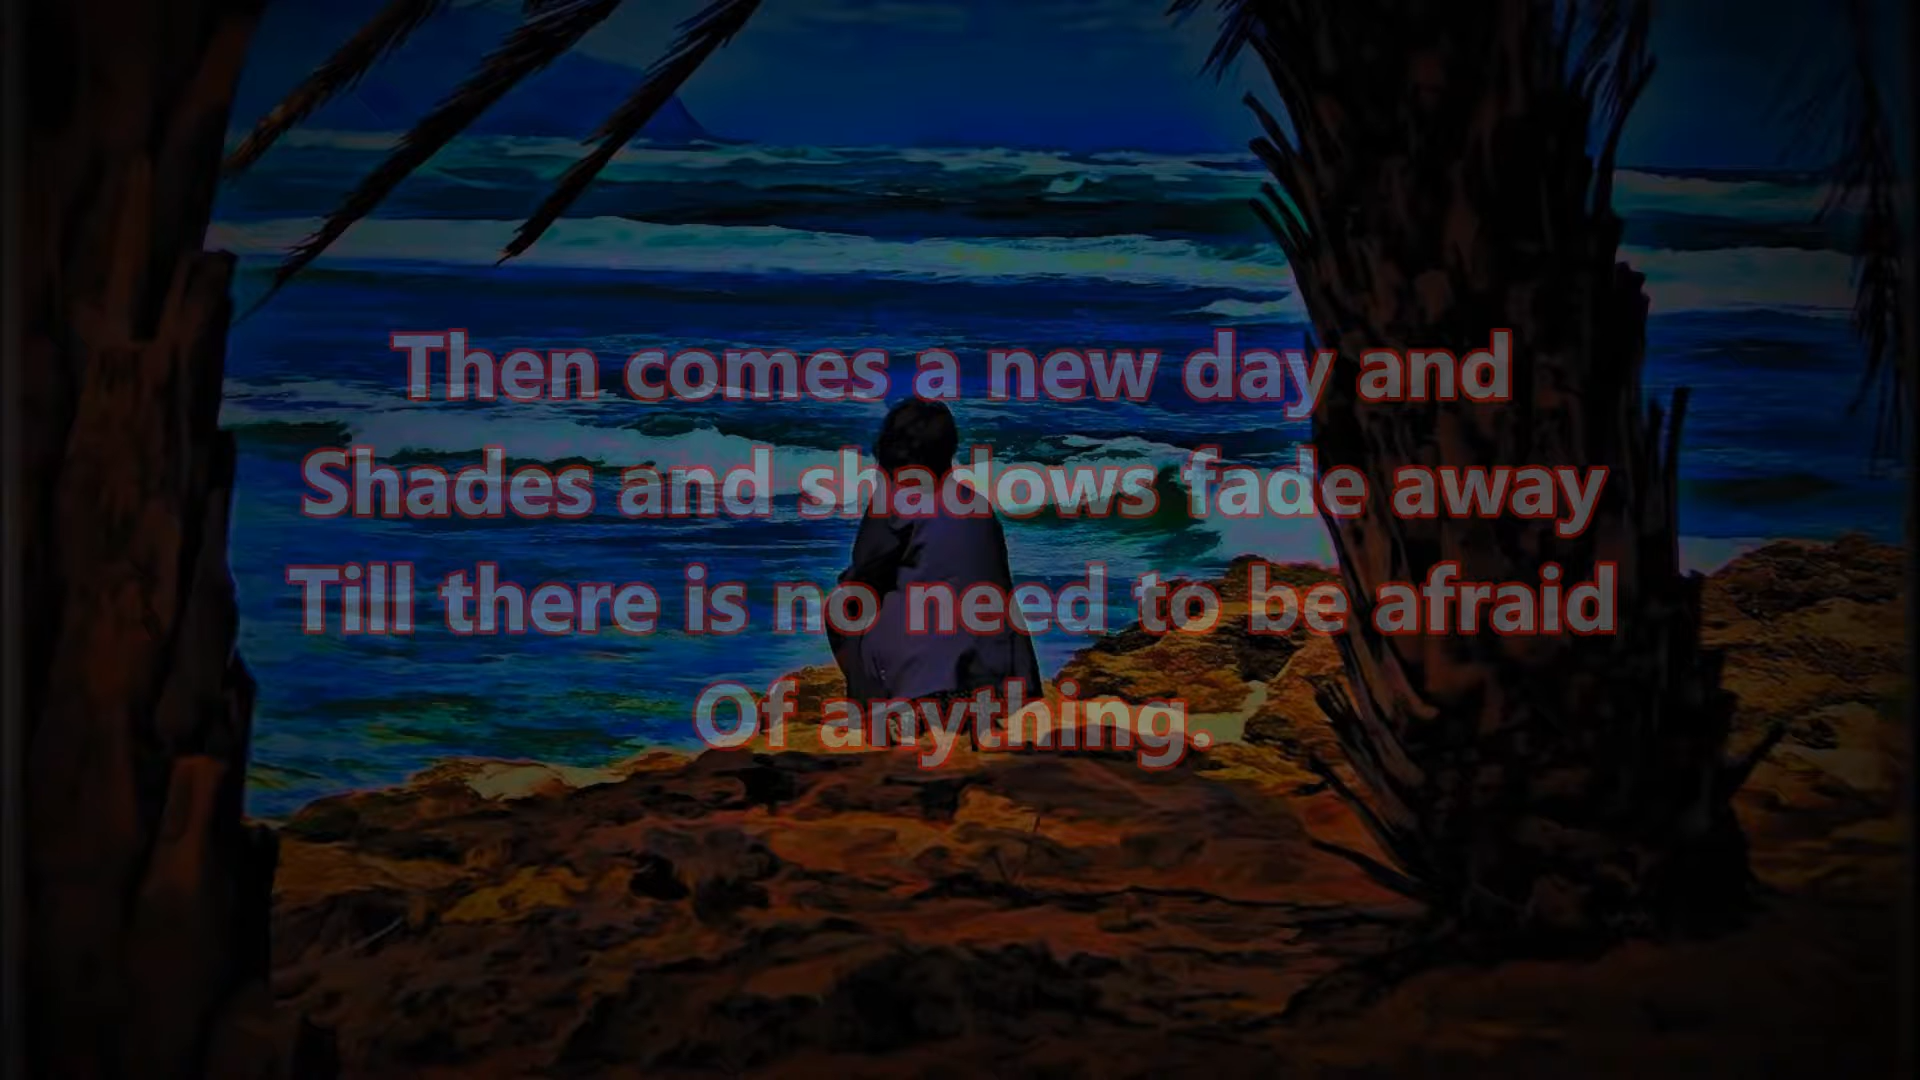 Then comes a new day and
Shades and shadows fade away
Till there is no need to be afraid
Of anything.